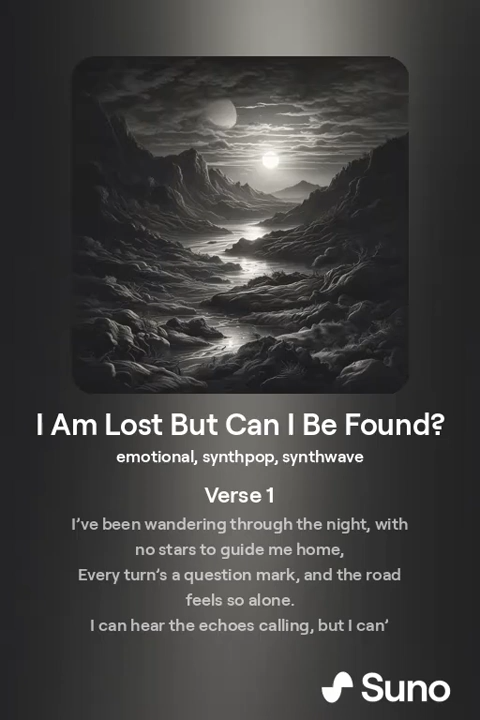 I Am Lost But Can I Be Found?
emotional, synthpop, synthwave
Verse 1
I’ve been wandering through the night, with
no stars to guide me home,
Every turn’s a question mark, and the road
feels so alone.
I can hear the echoes calling, but I can’
Suno